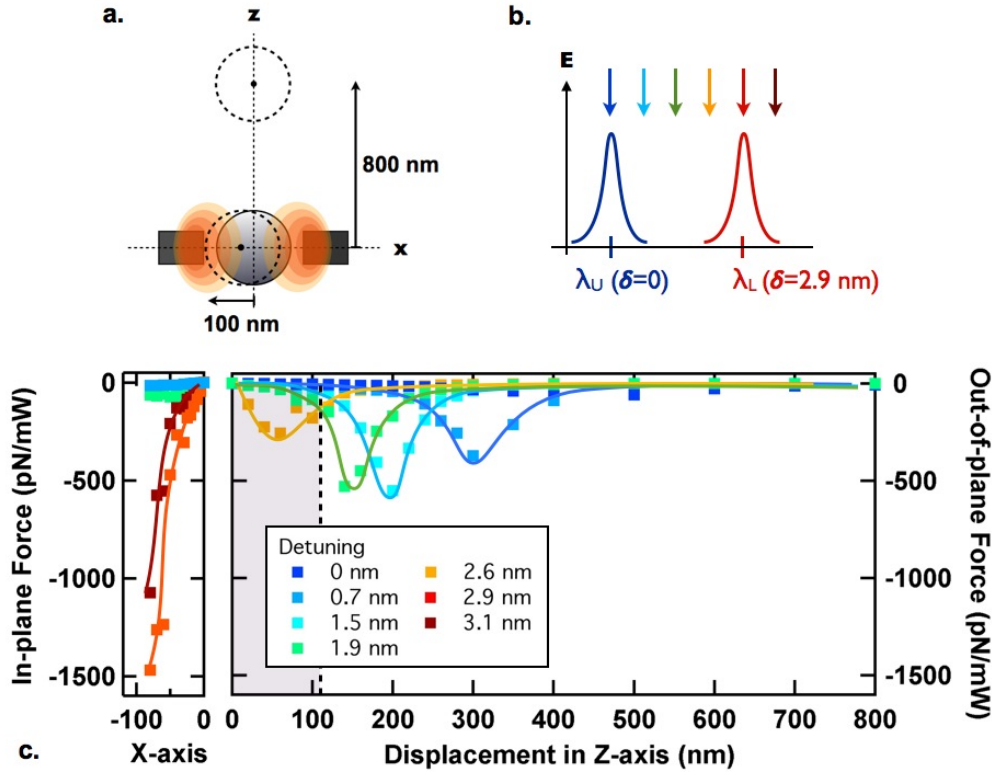 a.
z
800 nm
x
100 nm
b.
E
λU (δ=0)
λL (δ=2.9 nm)
In-plane Force (pN/mW)
0
-500
-1000
-1500
-100
0
X-axis
0
-500
-1000
-1500
Out-of-plane Force (pN/mW)
Detuning
0 nm
2.6 nm
0.7 nm
2.9 nm
1.5 nm
3.1 nm
1.9 nm
0 100 200 300 400 500 600 700 800
Displacement in Z-axis (nm)
c.